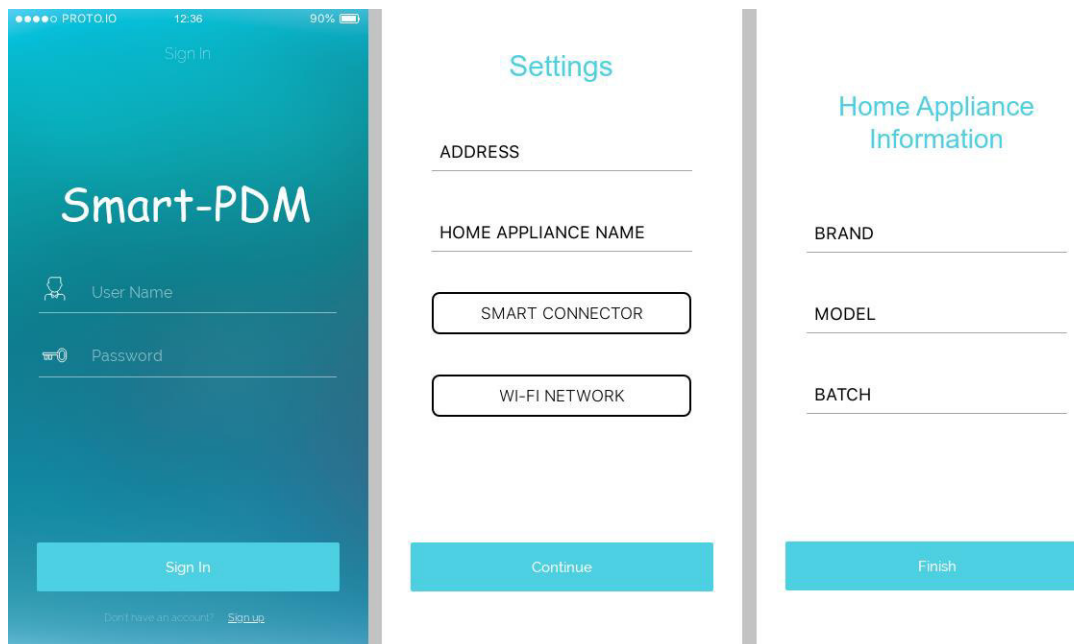 PROTO.IO 12:36 90%
Sign In
Smart-PDM
User Name
Password
Sign In
Don't have an account? Sign up
Settings
ADDRESS
HOME APPLIANCE NAME
SMART CONNECTOR
WI-FI NETWORK
Continue
Home Appliance
Information
BRAND
MODEL
BATCH
Finish